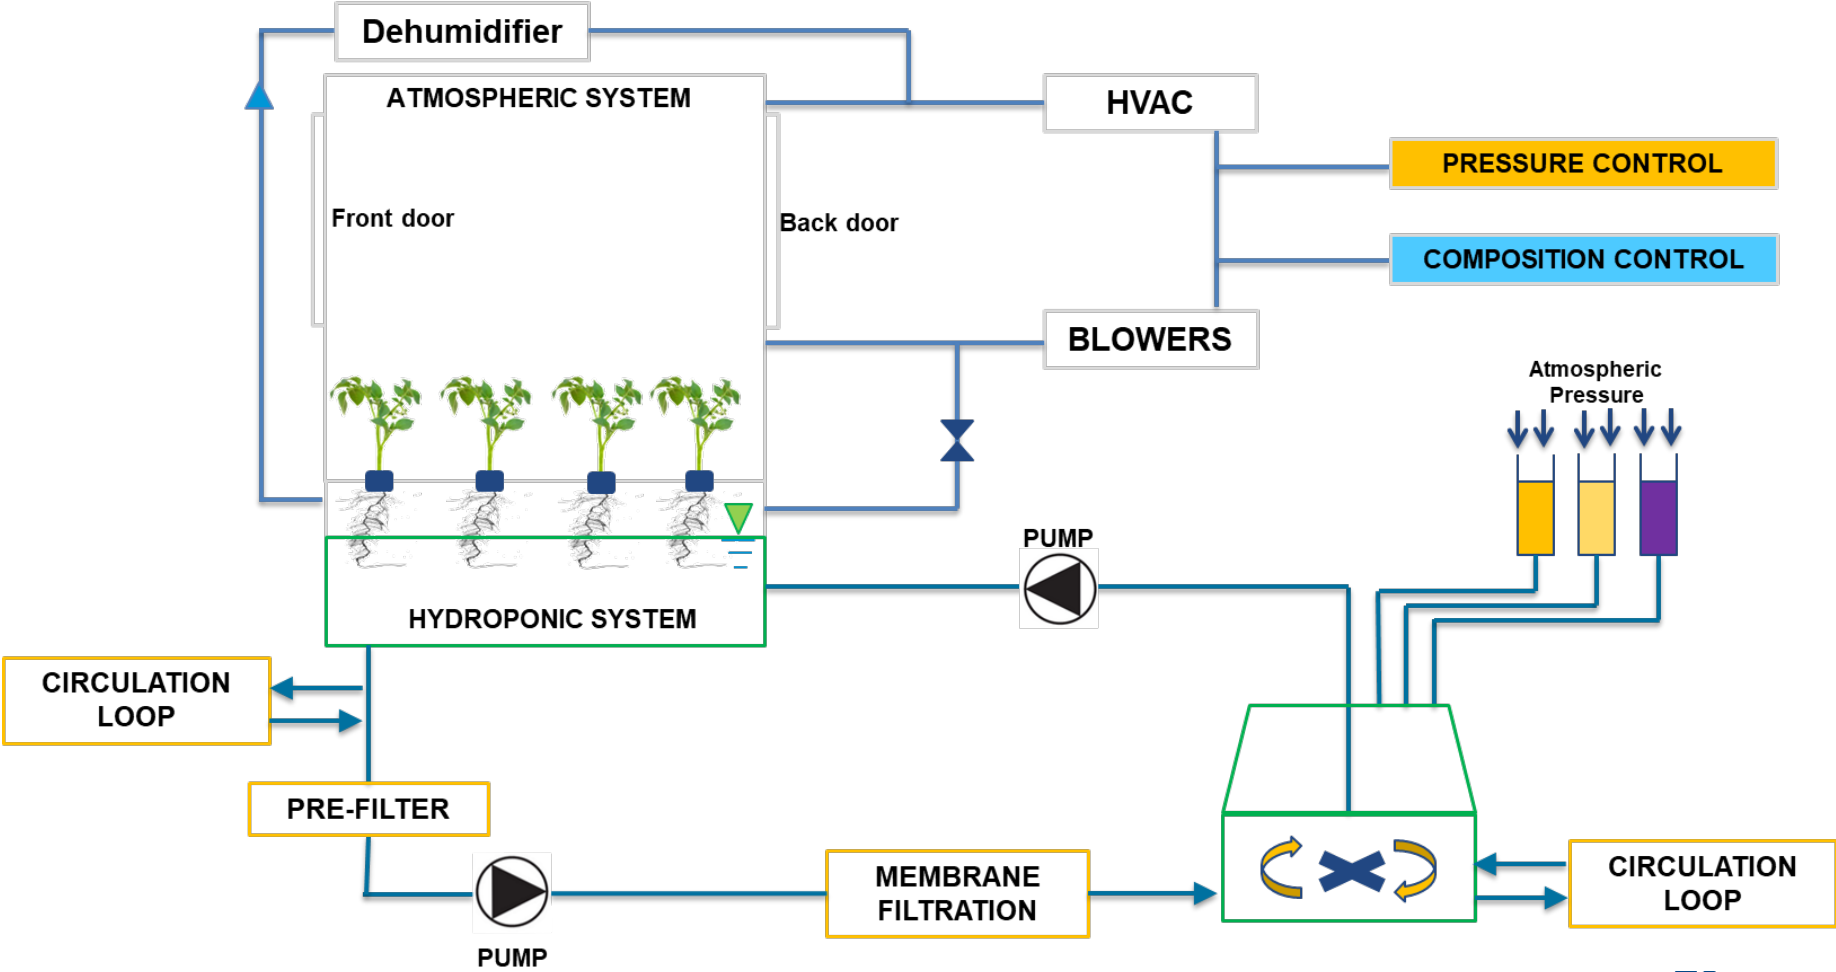 Dehumidifier
ATMOSPHERIC SYSTEM
HVAC
PRESSURE CONTROL
Front door
Back door
COMPOSITION CONTROL
BLOWERS
Atmospheric
Pressure
PUMP
HYDROPONIC SYSTEM
CIRCULATION
LOOP
PRE-FILTER
MEMBRANE
FILTRATION
CIRCULATION
LOOP
PUMP